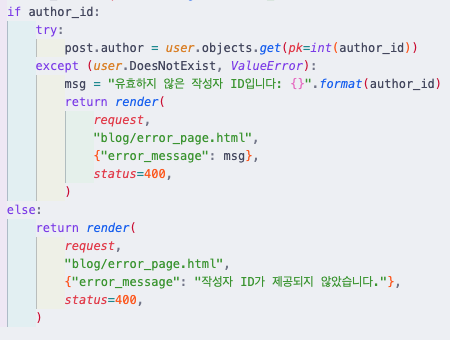 if author_id:
    try:
        post.author = user.objects.get(pk=int(author_id))
    except (user.DoesNotExist, ValueError):
        msg = "유효하지 않은 작성자 ID입니다: {}".format(author_id)
        return render(
            request,
            "blog/error_page.html",
            {"error_message": msg},
            status=400,
        )
else:
    return render(
        request,
        "blog/error_page.html",
        {"error_message": "작성자 ID가 제공되지 않았습니다."},
        status=400,
    )